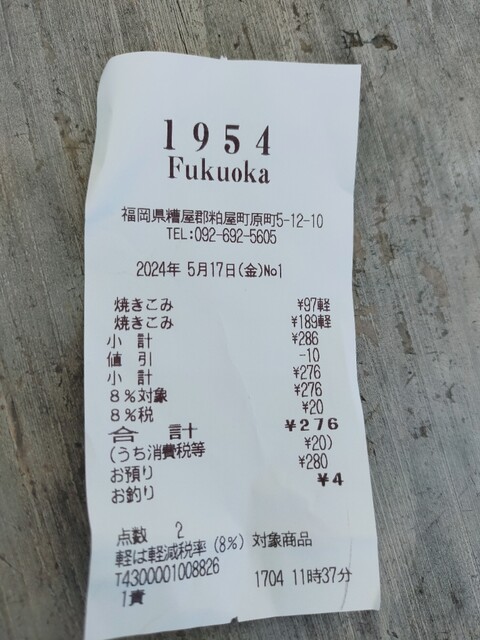 1954
Fukuoka
福岡県糟屋郡粕屋町原町5-12-10
TEL:092-692-5605
2024年 5月17日(金)No1
焼きこみ ¥97軽
焼きこみ ¥189軽
小 計 ¥286
値 引 -10
小 計 ¥276
8%対象 ¥276
8%税 ¥20
合 計 ¥276
(うち消費税等 ¥20)
お預り ¥280
お釣り ¥4
点数 2
軽は軽減税率(8%)対象商品
T4300001008826
1責 1704 11時37分